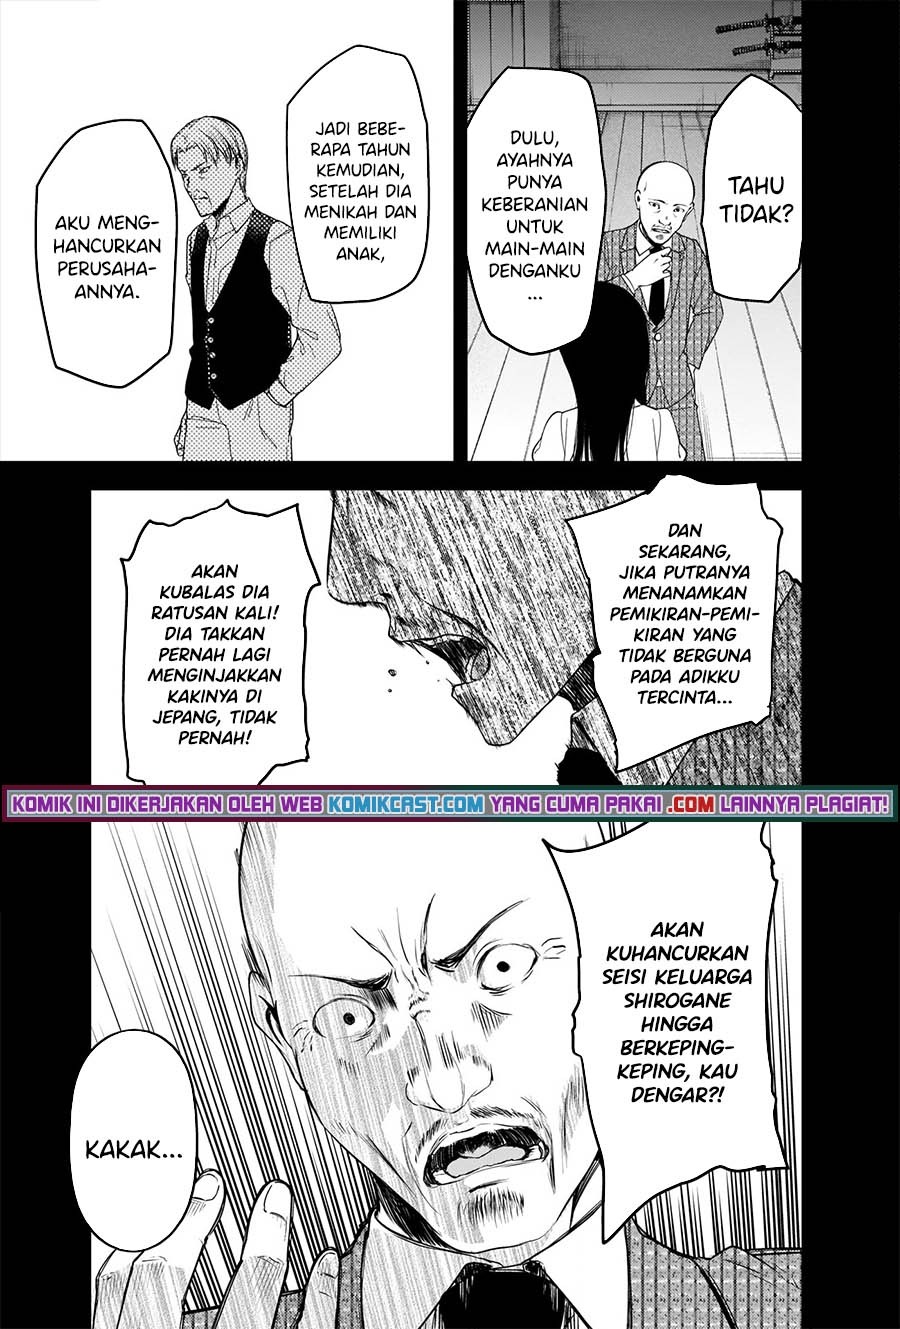 TAHU
TIDAK?
DULU,
AYAHNYA
PUNYA
KEBERANIAN
UNTUK
MAIN-MAIN
DENGANKU
...
JADI BEBE-
RAPA TAHUN
KEMUDIAN,
SETELAH DIA
MENIKAH DAN
MEMILIKI
ANAK,
AKU MENG-
HANCURKAN
PERUSAHA-
ANNYA.
DAN
SEKARANG,
JIKA PUTRANYA
MENANAMKAN
PEMIKIRAN-PEMI-
KIRAN YANG
TIDAK BERGUNA
PADA ADIKKU
TERCINTA...
AKAN
KUBALAS DIA
RATUSAN KALI!
DIA TAKKAN
PERNAH LAGI
MENGINJAKKAN
KAKINYA DI
JEPANG, TIDAK
PERNAH!
KOMIK INI DIKERJAKAN OLEH WEB KOMIKCAST.COM YANG CUMA PAKAI .COM LAINNYA PLAGIAT!
AKAN
KUHANCURKAN
SEISI KELUARGA
SHIROGANE
HINGGA
BERKEPING-
KEPING, KAU
DENGAR?!
KAKAK...